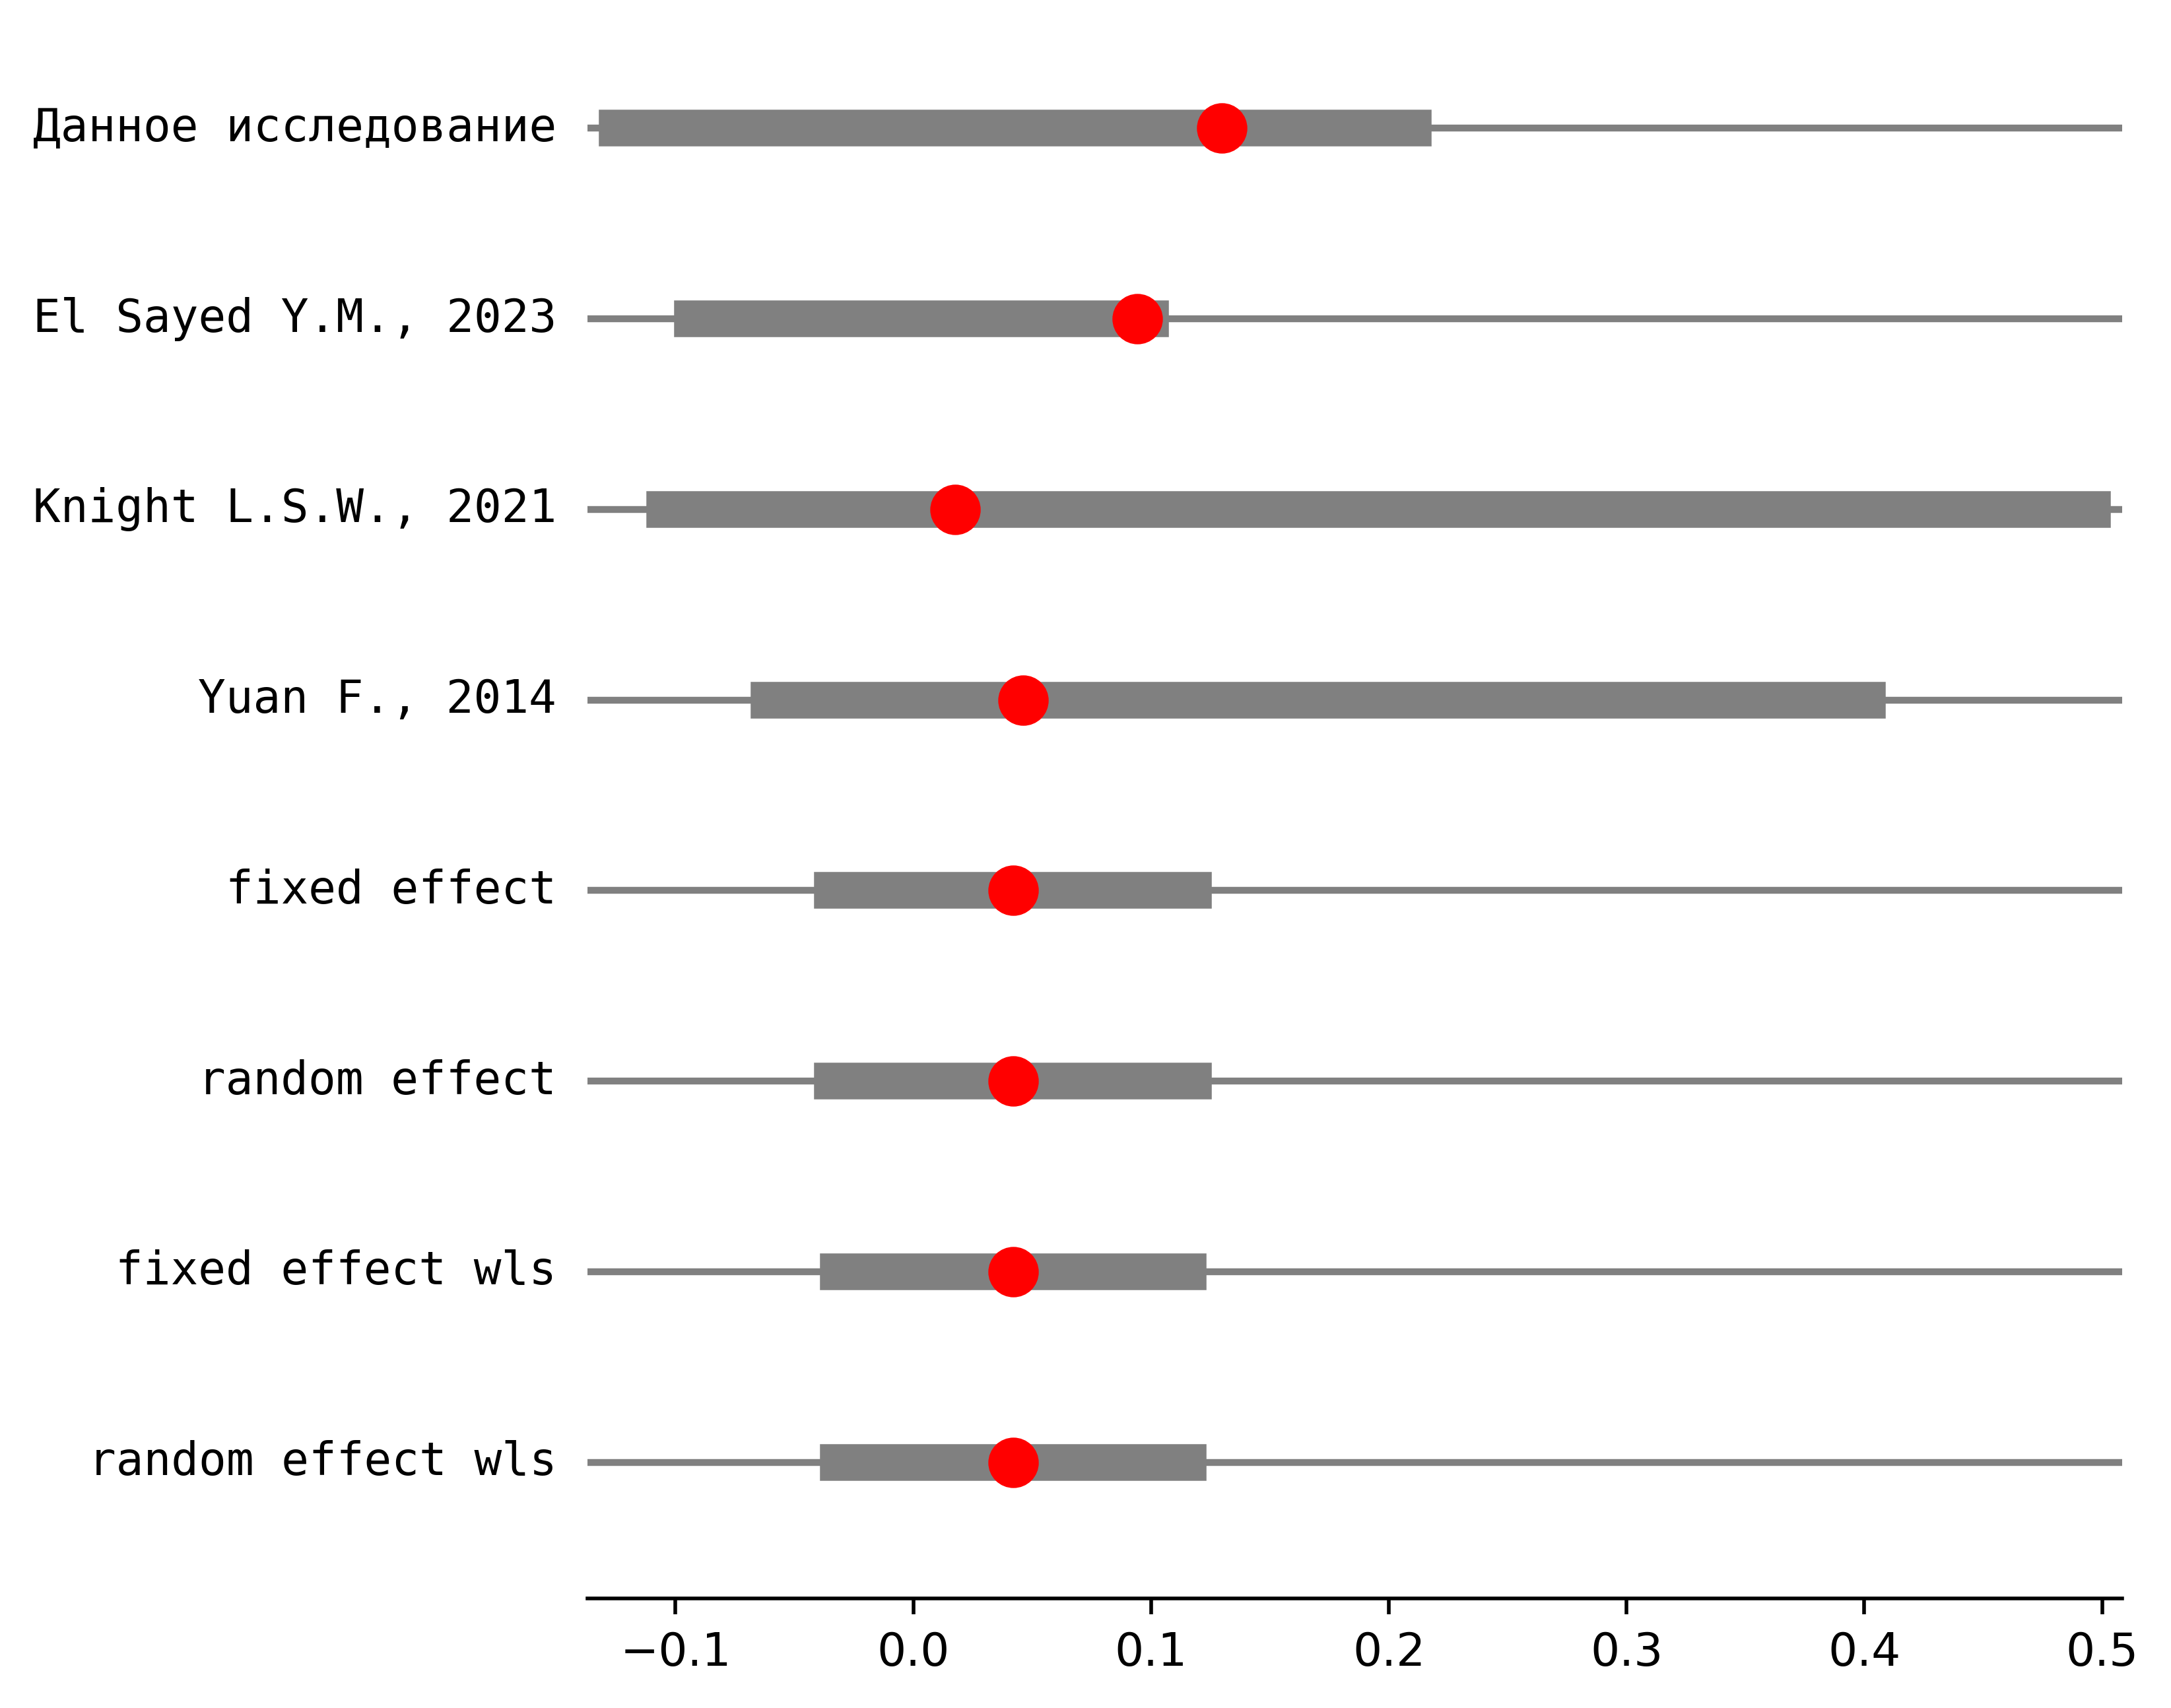 Данное исследование
El Sayed Y.M., 2023
Knight L.S.W., 2021
Yuan F., 2014
fixed effect
random effect
fixed effect wls
random effect wls
−0.1 0.0 0.1 0.2 0.3 0.4 0.5